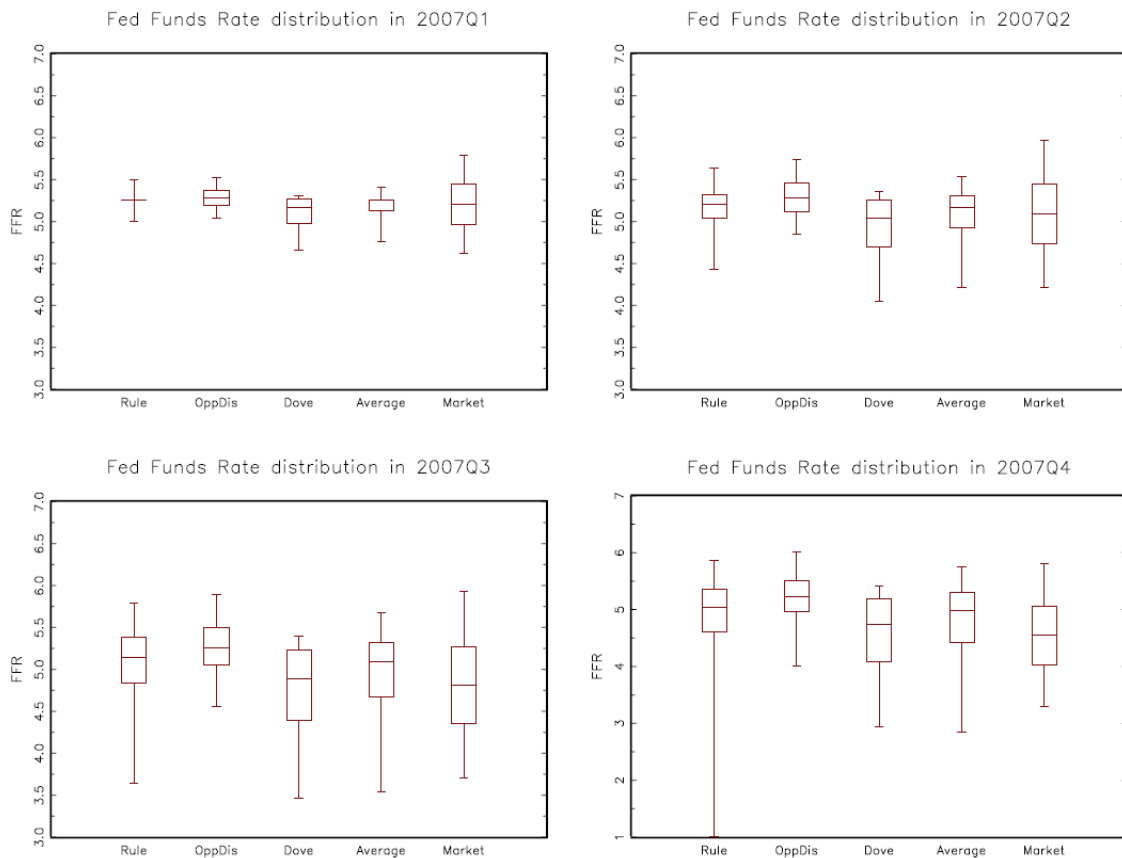 Fed Funds Rate distribution in 2007Q1
7.0
6.5
6.0
5.5
5.0
4.5
4.0
3.5
3.0
FFR
Rule OppDis Dove Average Market
Fed Funds Rate distribution in 2007Q2
7.0
6.5
6.0
5.5
5.0
4.5
4.0
3.5
3.0
FFR
Rule OppDis Dove Average Market
Fed Funds Rate distribution in 2007Q3
7.0
6.5
6.0
5.5
5.0
4.5
4.0
3.5
3.0
FFR
Rule OppDis Dove Average Market
Fed Funds Rate distribution in 2007Q4
7
6
5
4
3
2
1
FFR
Rule OppDis Dove Average Market